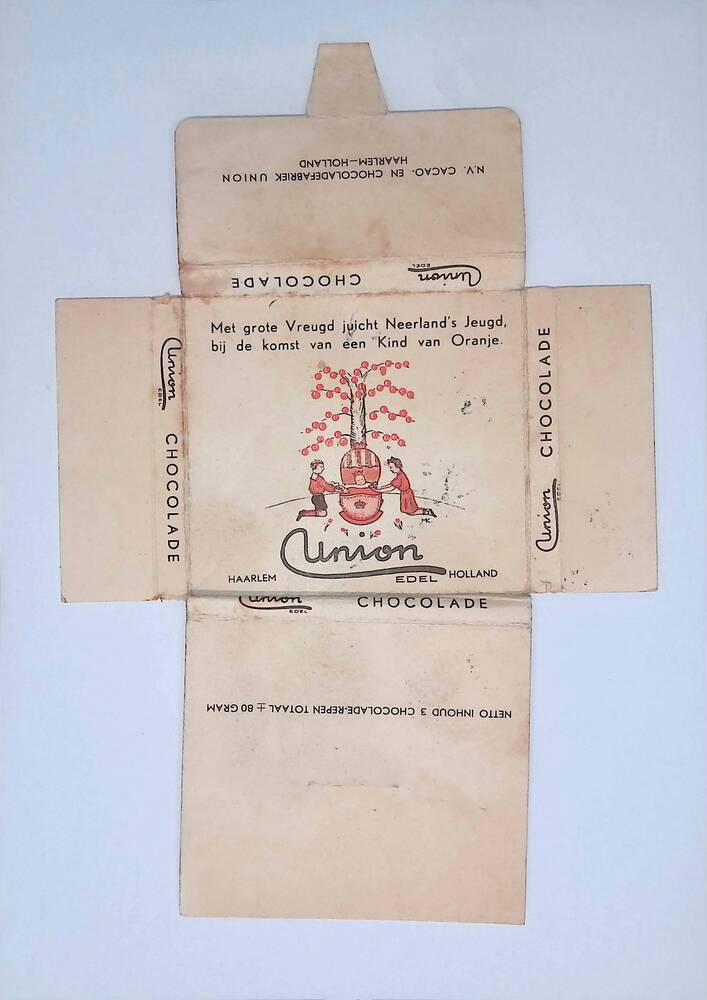 N.V. CACAO- EN CHOCOLADEFABRIEK UNION
HAARLEM—HOLLAND
Union EDEL CHOCOLADE
Met grote Vreugd juicht Neerland's Jeugd,
bij de komst van een Kind van Oranje.
Union EDEL CHOCOLADE
Union EDEL CHOCOLADE
MK.
Union
HAARLEM EDEL HOLLAND
Union EDEL CHOCOLADE
NETTO INHOUD 3 CHOCOLADE-REPEN TOTAAL ± 80 GRAM